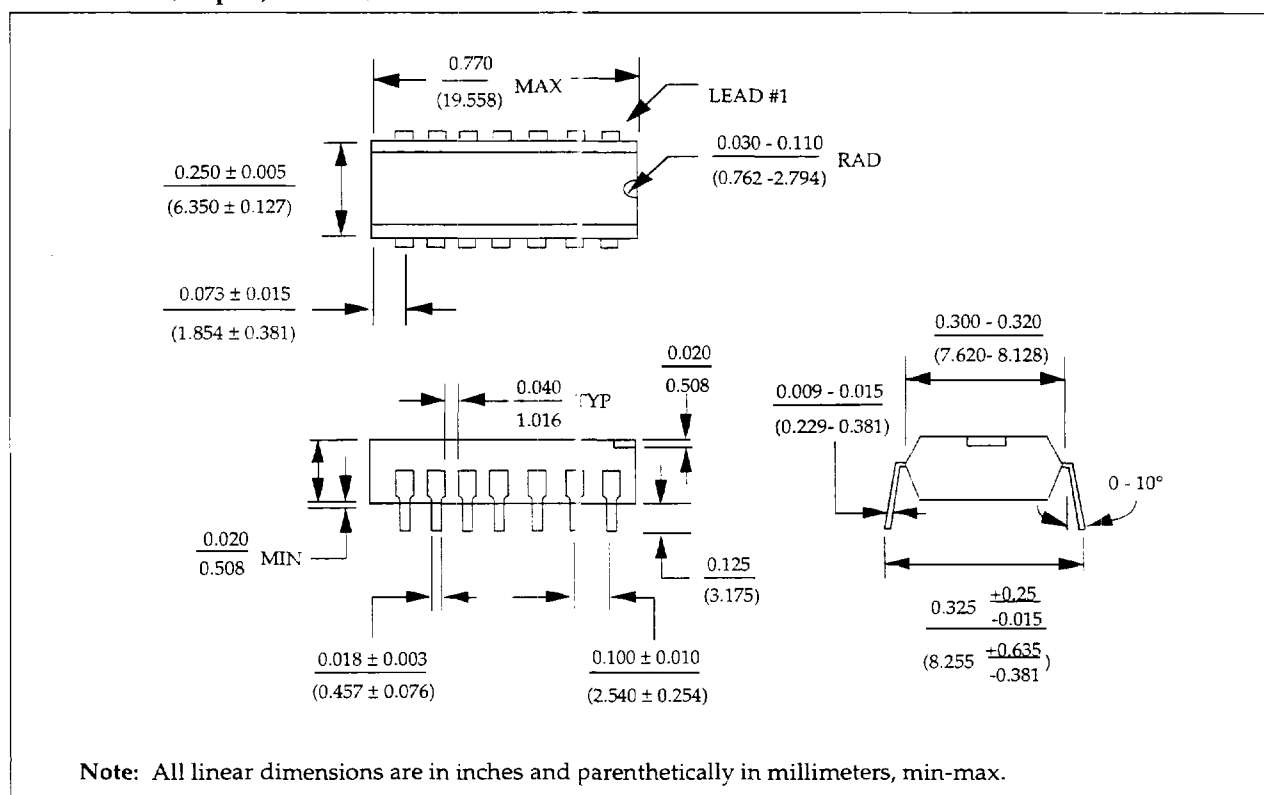 0.770
(19.558)
MAX
LEAD #1
0.030 - 0.110
(0.762 -2.794)
RAD
0.250 ± 0.005
(6.350 ± 0.127)
0.073 ± 0.015
(1.854 ± 0.381)
0.300 - 0.320
(7.620- 8.128)
0.020
0.508
0.040
1.016
0.009 - 0.015
(0.229- 0.381)
0 - 10°
0.020
0.508
MIN
0.125
(3.175)
0.325 +0.25
-0.015
(8.255 +0.635
-0.381 )
0.018 ± 0.003
(0.457 ± 0.076)
0.100 ± 0.010
(2.540 ± 0.254)
Note: All linear dimensions are in inches and parenthetically in millimeters, min-max.